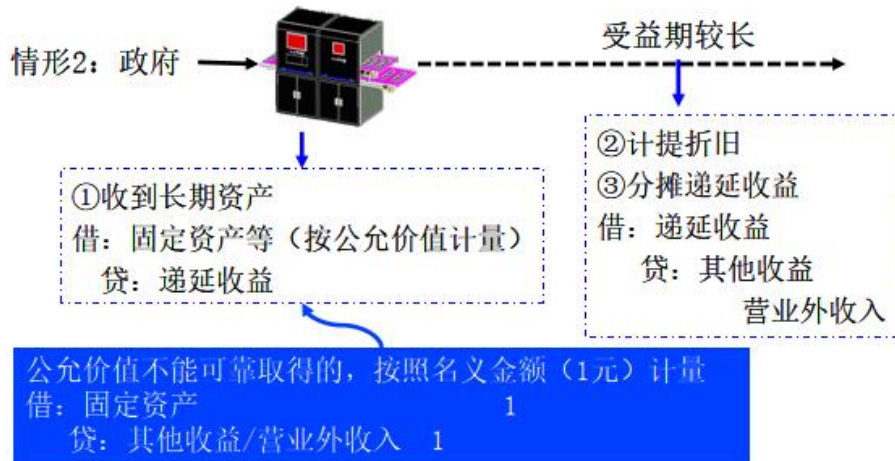 情形2：政府
受益期较长
①收到长期资产
借：固定资产等（按公允价值计量）
贷：递延收益
②计提折旧
③分摊递延收益
借：递延收益
贷：其他收益
营业外收入
公允价值不能可靠取得的，按照名义金额（1元）计量
借：固定资产 1
贷：其他收益/营业外收入 1